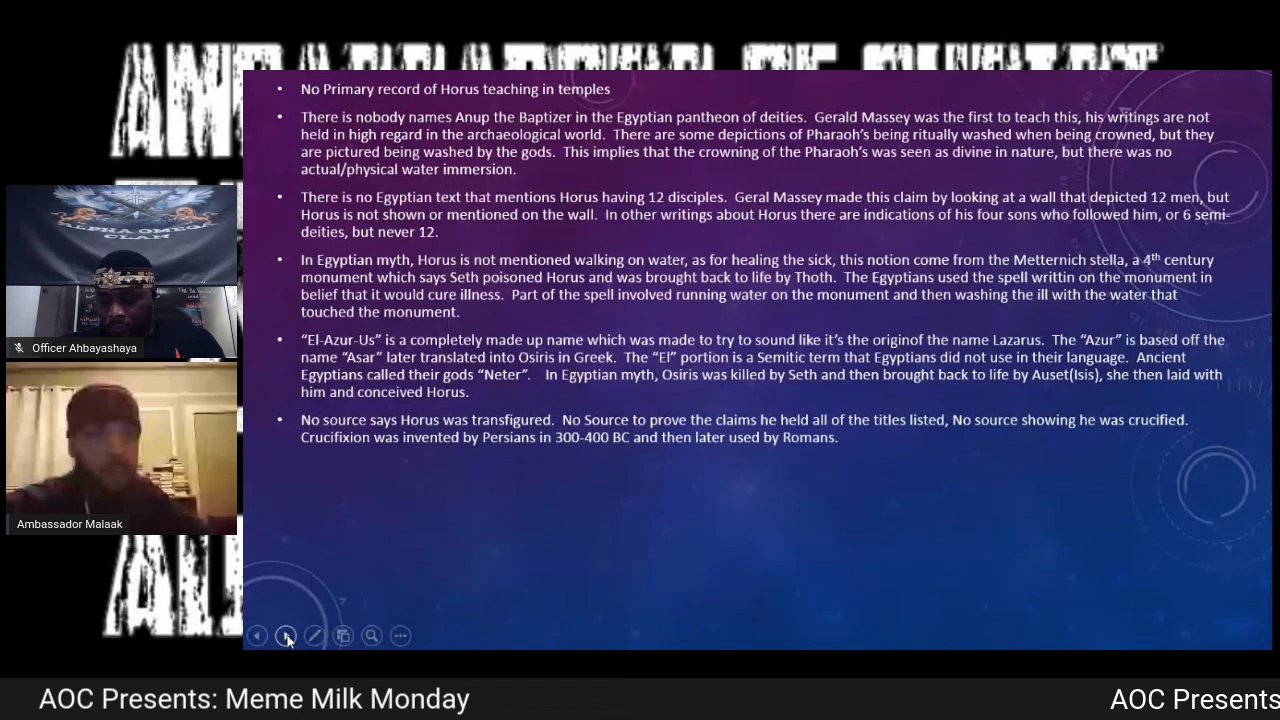 • No Primary record of Horus teaching in temples
• There is nobody names Anup the Baptizer in the Egyptian pantheon of deities.  Gerald Massey was the first to teach this, his writings are not
held in high regard in the archaeological world.  There are some depictions of Pharaoh's being ritually washed when being crowned, but they
are pictured being washed by the gods.  This implies that the crowning of the Pharaoh's was seen as divine in nature, but there was no
actual/physical water immersion.
• There is no Egyptian text that mentions Horus having 12 disciples.  Geral Massey made this claim by looking at a wall that depicted 12 men, but
Horus is not shown or mentioned on the wall.  In other writings about Horus there are indications of his four sons who followed him, or 6 semi-
deities, but never 12.
• In Egyptian myth, Horus is not mentioned walking on water, as for healing the sick, this notion come from the Metternich stella, a 4th century
monument which says Seth poisoned Horus and was brought back to life by Thoth.  The Egyptians used the spell writtin on the monument in
belief that it would cure illness.  Part of the spell involved running water on the monument and then washing the ill with the water that
touched the monument.
• "El-Azur-Us" is a completely made up name which was made to try to sound like it's the originof the name Lazarus.  The "Azur" is based off the
name "Asar" later translated into Osiris in Greek.  The "El" portion is a Semitic term that Egyptians did not use in their language.  Ancient
Egyptians called their gods "Neter".    In Egyptian myth, Osiris was killed by Seth and then brought back to life by Auset(Isis), she then laid with
him and conceived Horus.
• No source says Horus was transfigured.  No Source to prove the claims he held all of the titles listed, No source showing he was crucified.
Crucifixion was invented by Persians in 300-400 BC and then later used by Romans.
ALPHA OMEGA
CLAN
Officer Ahbayashaya
Ambassador Malaak
AOC Presents: Meme Milk Monday
AOC Presents